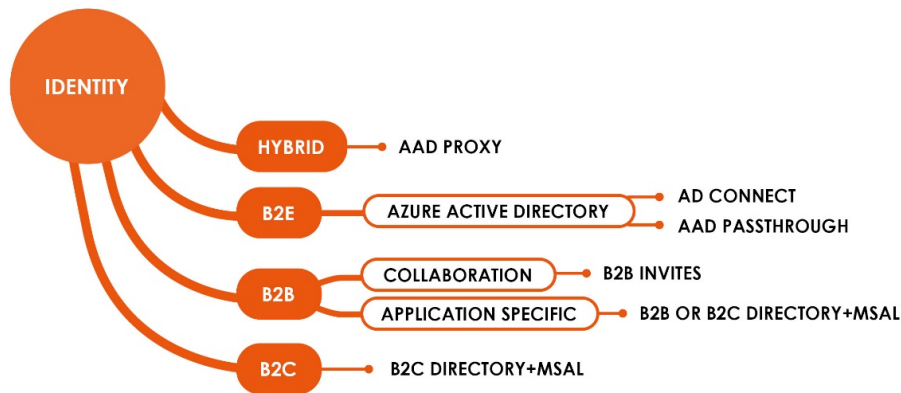 IDENTITY
HYBRID
AAD PROXY
B2E
AZURE ACTIVE DIRECTORY
AD CONNECT
AAD PASSTHROUGH
B2B
COLLABORATION
B2B INVITES
APPLICATION SPECIFIC
B2B OR B2C DIRECTORY+MSAL
B2C
B2C DIRECTORY+MSAL